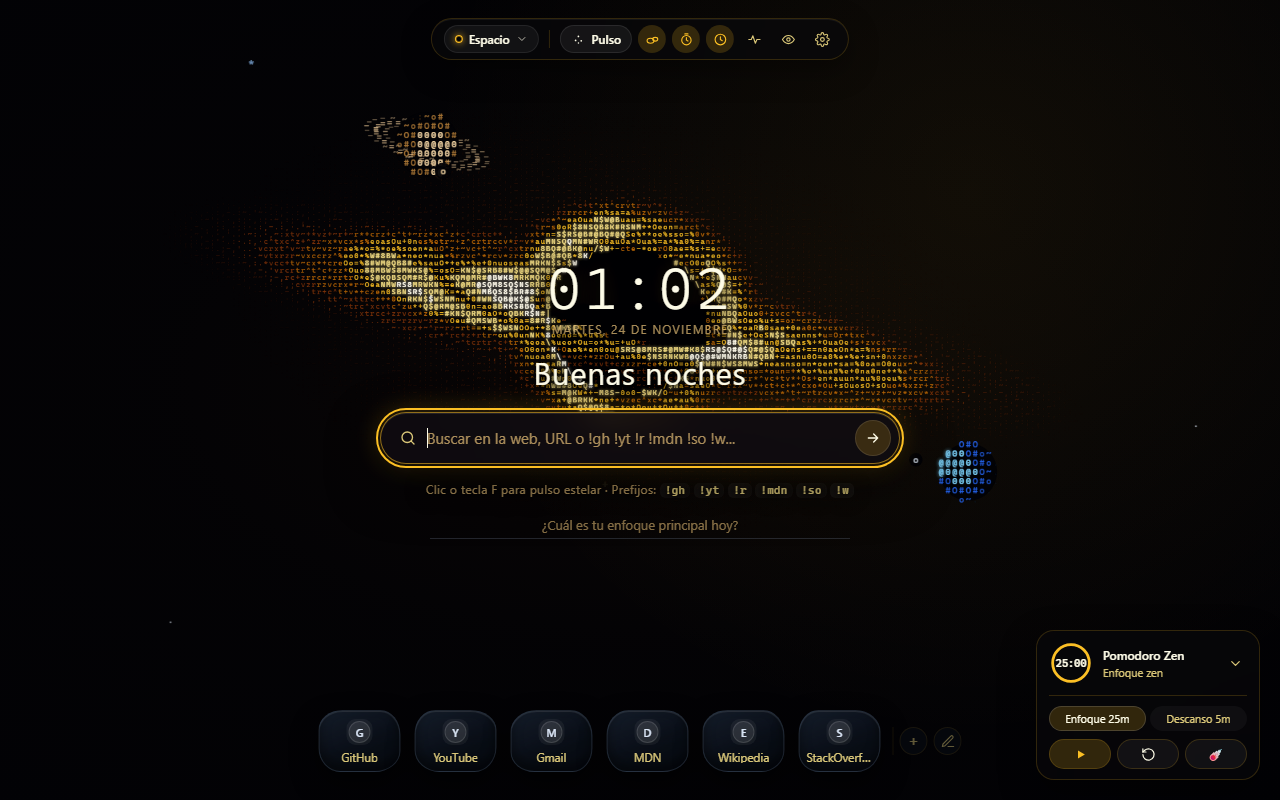 Espacio
Pulso
01:02
MARTES, 24 DE NOVIEMBRE
Buenas noches
Buscar en la web, URL o !gh !yt !r !mdn !so !w...
Clic o tecla F para pulso estelar · Prefijos: !gh !yt !r !mdn !so !w
¿Cuál es tu enfoque principal hoy?
25:00
Pomodoro Zen
Enfoque zen
Enfoque 25m
Descanso 5m
G
GitHub
Y
YouTube
M
Gmail
D
MDN
E
Wikipedia
S
StackOverf...